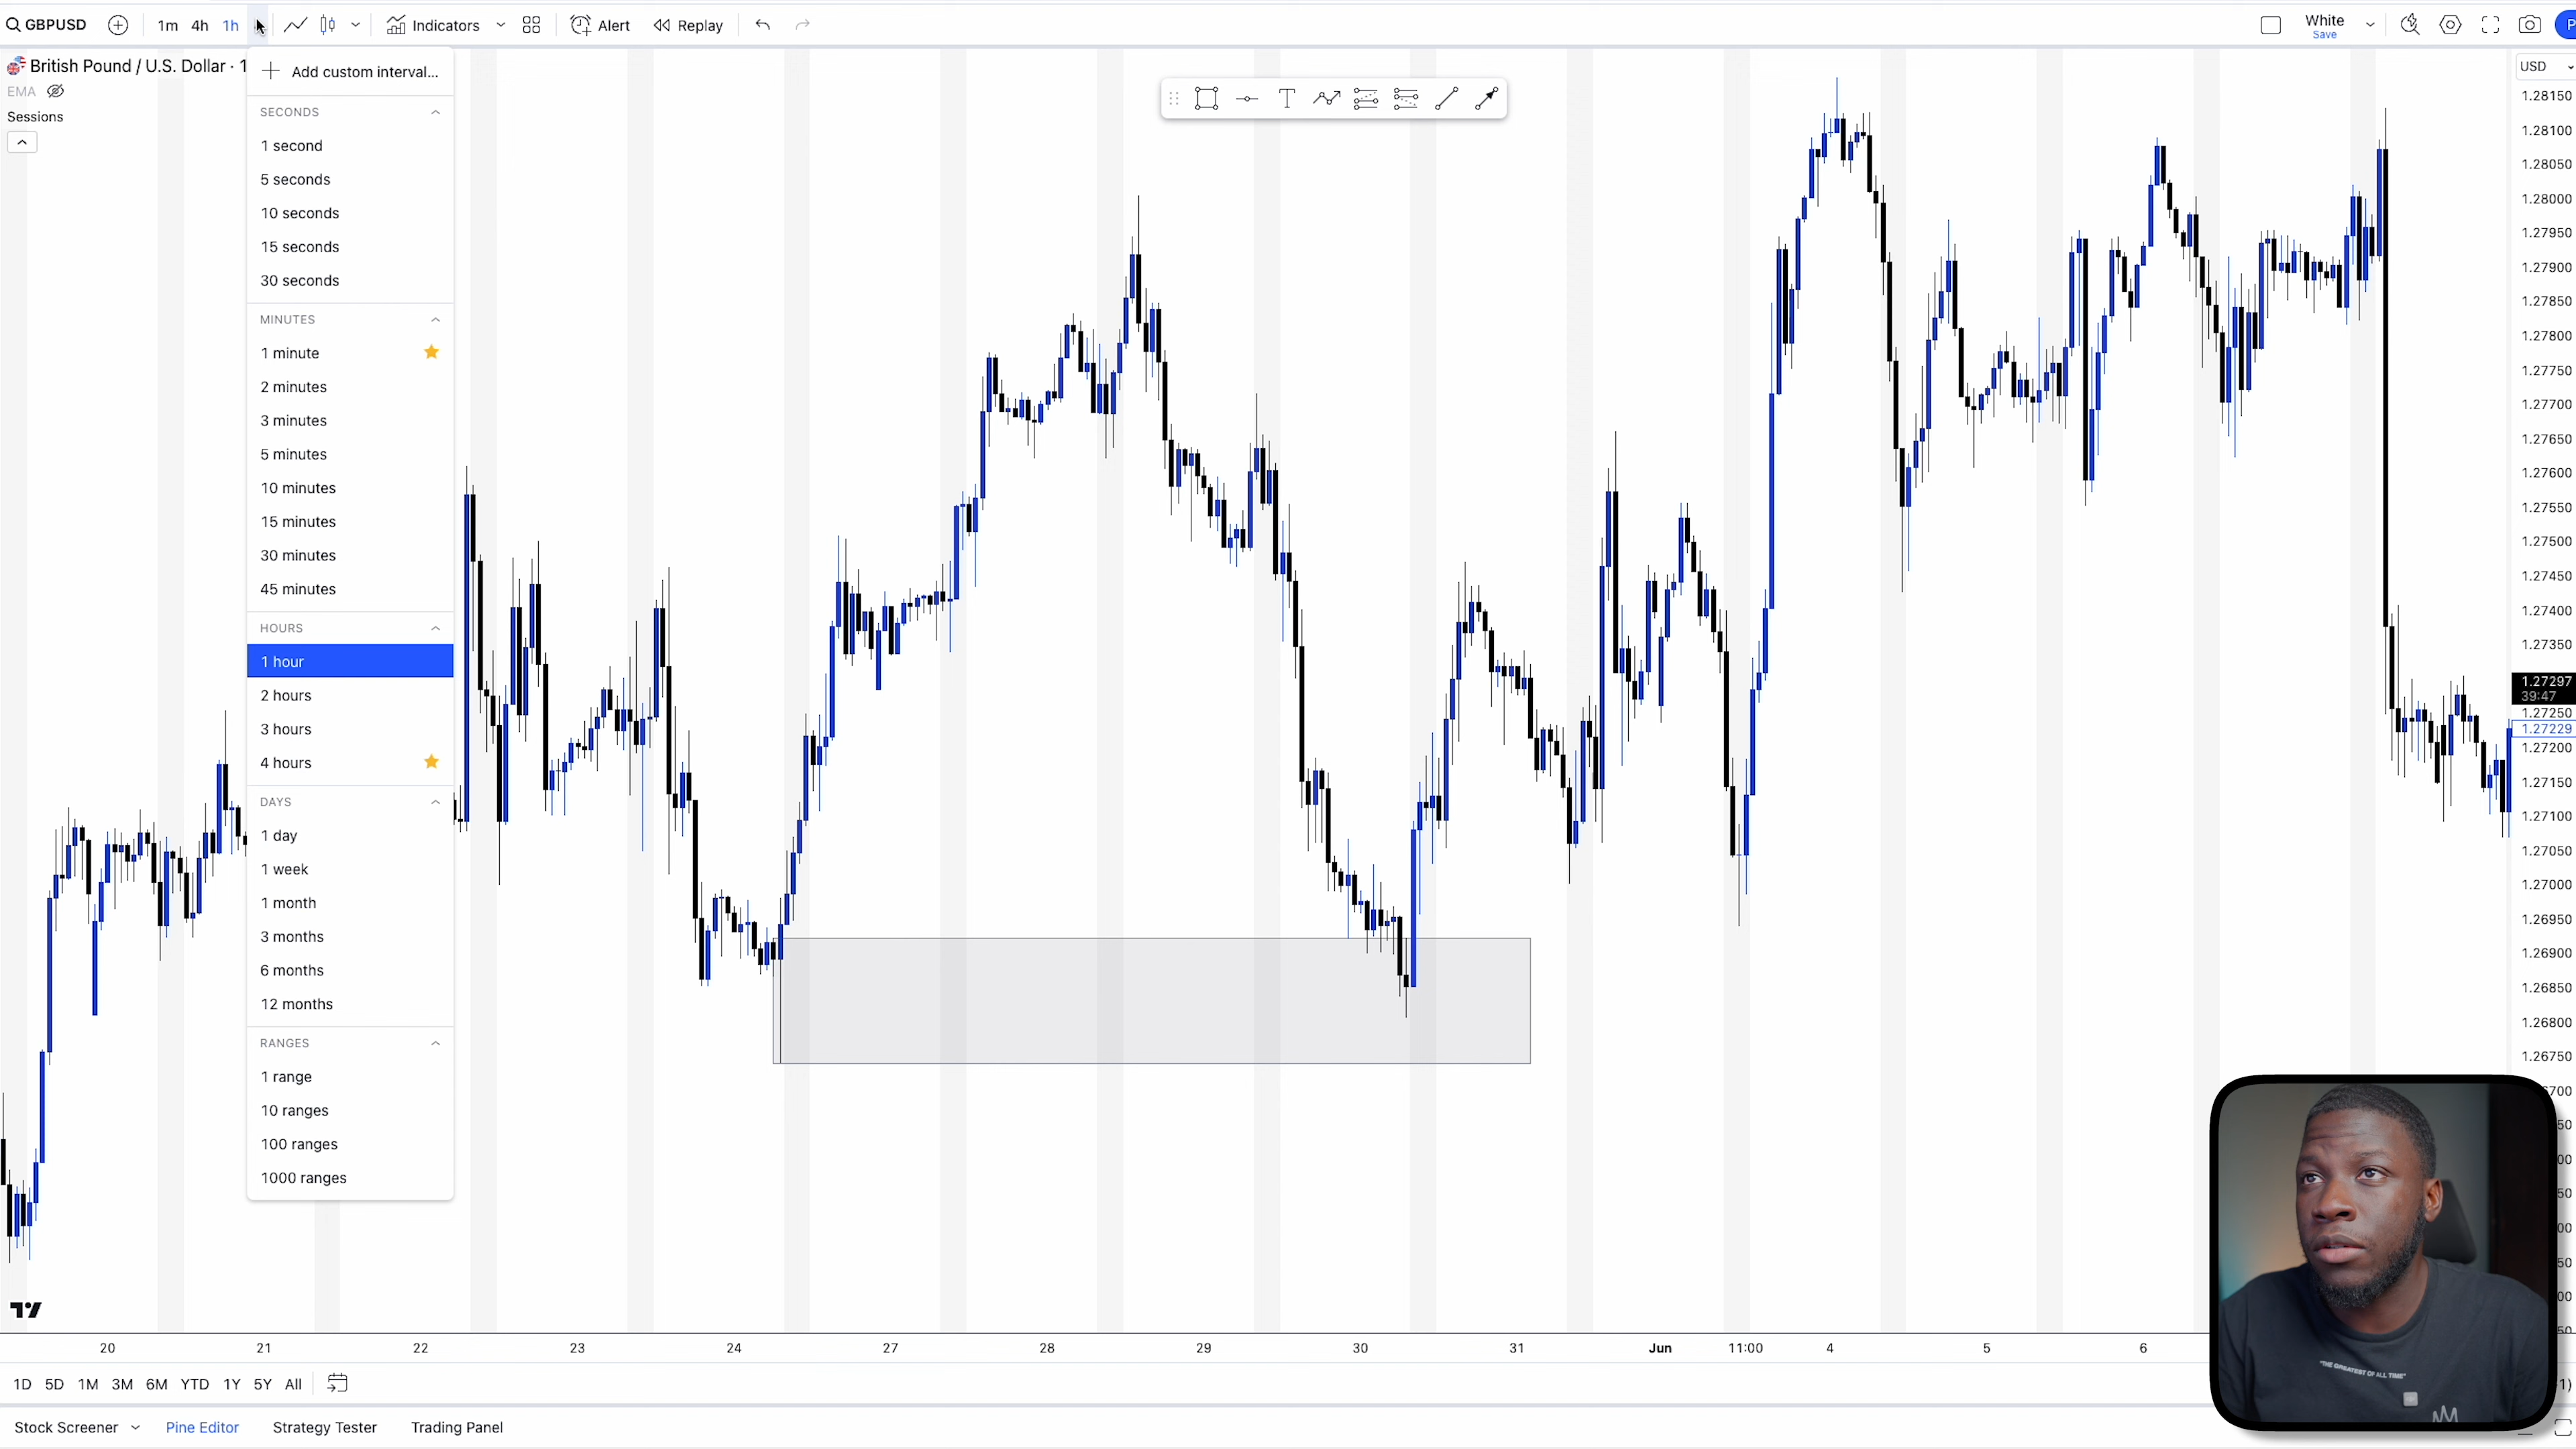 GBPUSD 1m 4h 1h Indicators Alert Replay White
Save
British Pound / U.S. Dollar · 1
EMA
Sessions
Add custom interval...
SECONDS
1 second
5 seconds
10 seconds
15 seconds
30 seconds
MINUTES
1 minute
2 minutes
3 minutes
5 minutes
10 minutes
15 minutes
30 minutes
45 minutes
HOURS
1 hour
2 hours
3 hours
4 hours
DAYS
1 day
1 week
1 month
3 months
6 months
12 months
RANGES
1 range
10 ranges
100 ranges
1000 ranges
USD
1.28150
1.28100
1.28050
1.28000
1.27950
1.27900
1.27850
1.27800
1.27750
1.27700
1.27650
1.27600
1.27550
1.27500
1.27450
1.27400
1.27350
1.27297
39:47
1.27250
1.27229
1.27200
1.27150
1.27100
1.27050
1.27000
1.26950
1.26900
1.26850
1.26800
1.26750
"THE GREATEST OF ALL TIME"
20 21 22 23 24 27 28 29 30 31 Jun 11:00 4 5 6
1D 5D 1M 3M 6M YTD 1Y 5Y All
Stock Screener Pine Editor Strategy Tester Trading Panel